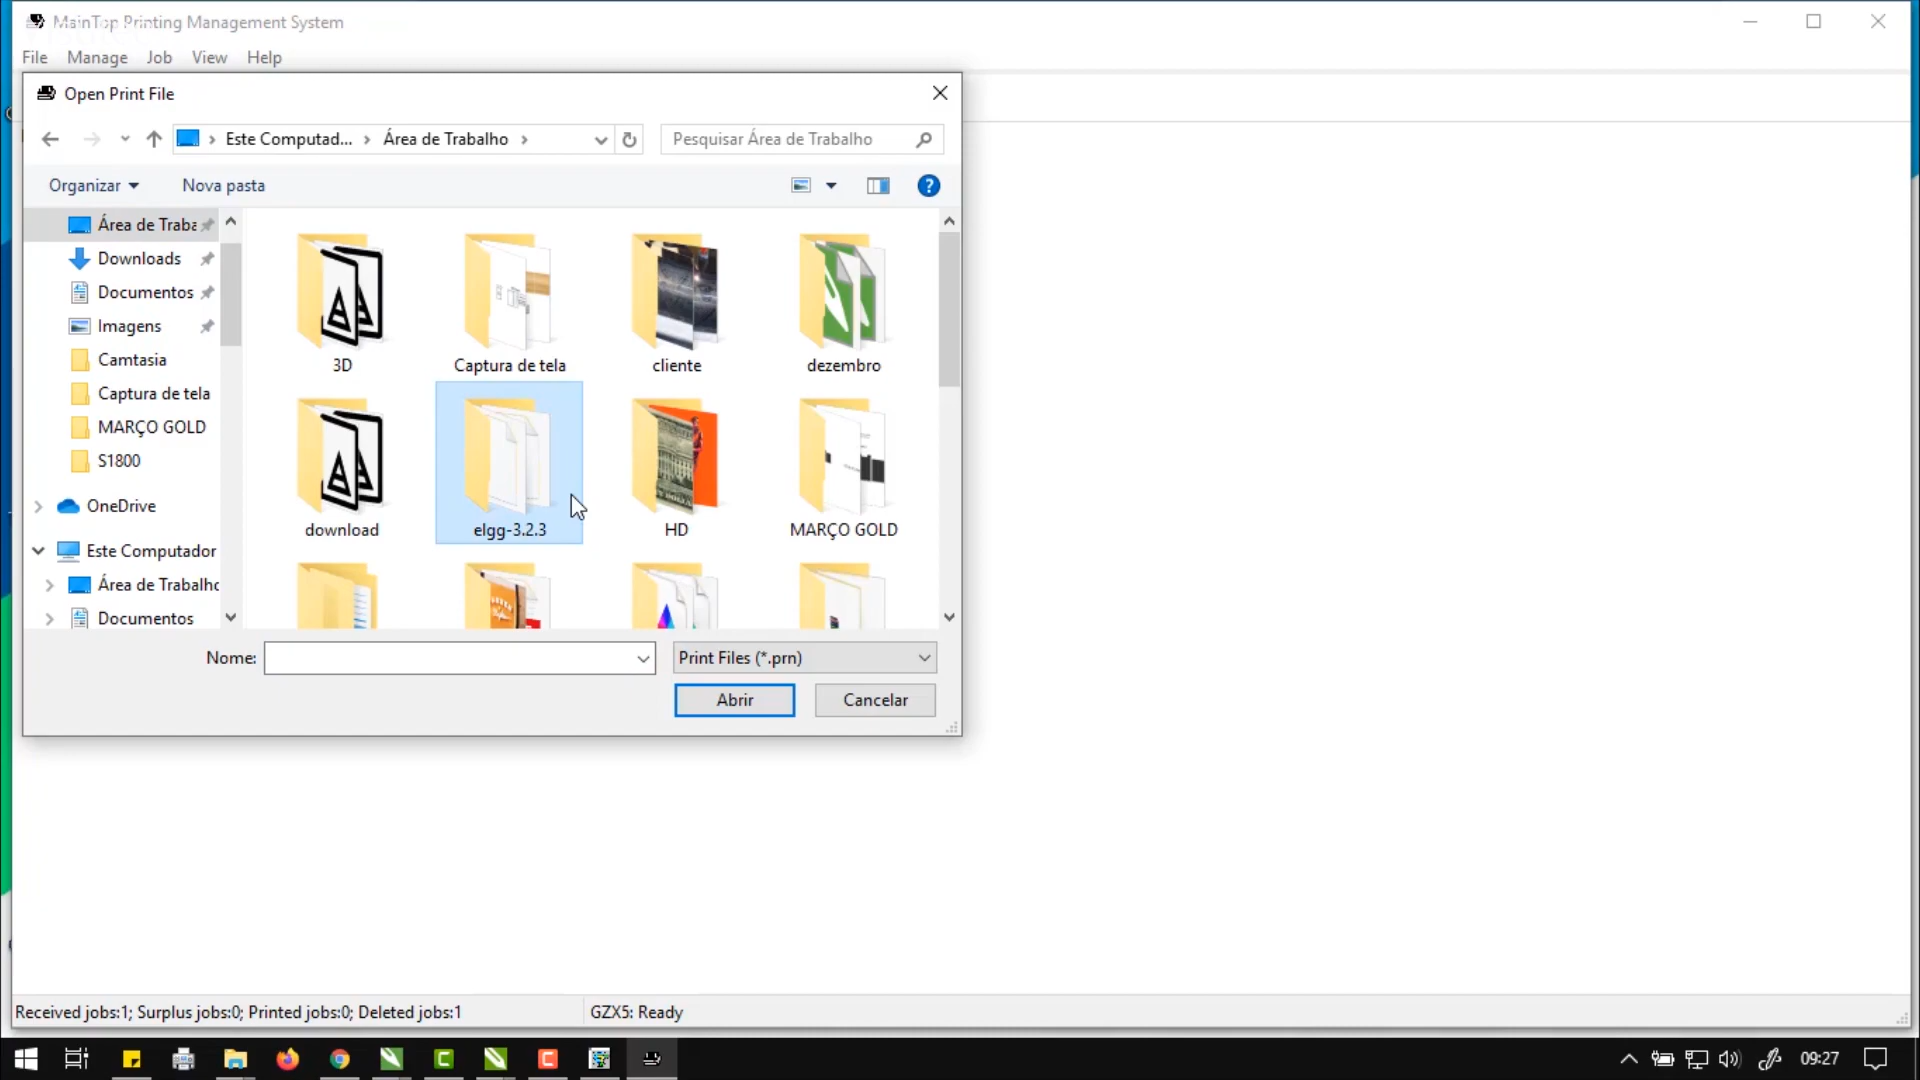 MainTop Printing Management System
File Manage Job View Help
Open Print File
Este Computad... Área de Trabalho
Pesquisar Área de Trabalho
Organizar Nova pasta
Área de Traba
Downloads
Documentos
Imagens
Camtasia
Captura de tela
MARÇO GOLD
S1800
OneDrive
Este Computador
Área de Trabalho
Documentos
3D Captura de tela cliente dezembro
download elgg-3.2.3 HD MARÇO GOLD
Nome:
Print Files (*.prn)
Abrir Cancelar
Received jobs:1; Surplus jobs:0; Printed jobs:0; Deleted jobs:1
GZX5: Ready
09:27